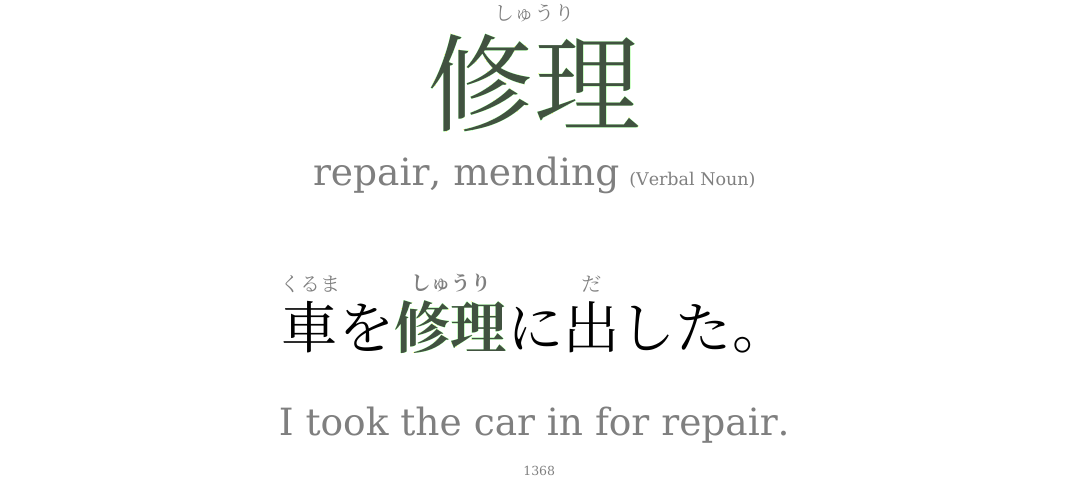 しゅうり
修理
repair, mending (Verbal Noun)
くるま しゅうり だ
車を修理に出した。
I took the car in for repair.
1368